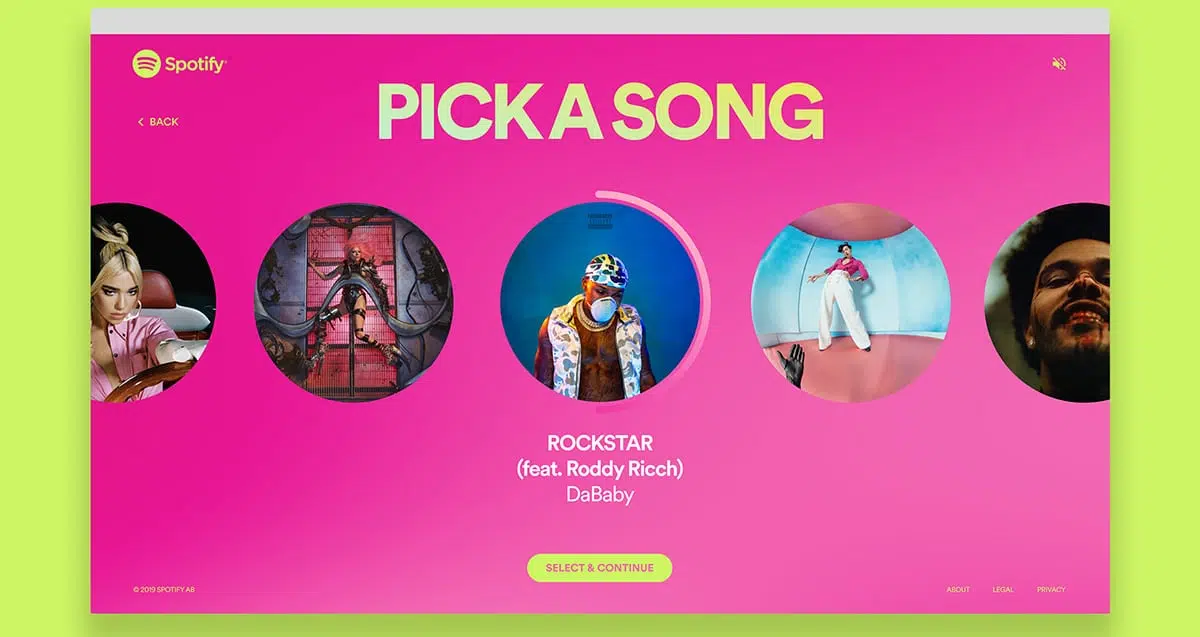 Spotify
PICK A SONG
BACK
ROCKSTAR
(feat. Roddy Ricch)
DaBaby
SELECT & CONTINUE
© 2019 SPOTIFY AB
ABOUT
LEGAL
PRIVACY